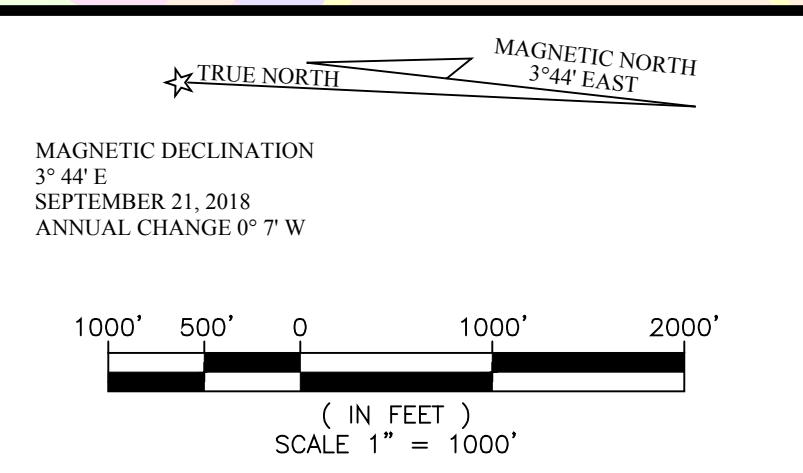 MAGNETIC NORTH
3°44' EAST
TRUE NORTH
MAGNETIC DECLINATION
3° 44' E
SEPTEMBER 21, 2018
ANNUAL CHANGE 0° 7' W
1000' 500' 0 1000' 2000'
( IN FEET )
SCALE 1" = 1000'